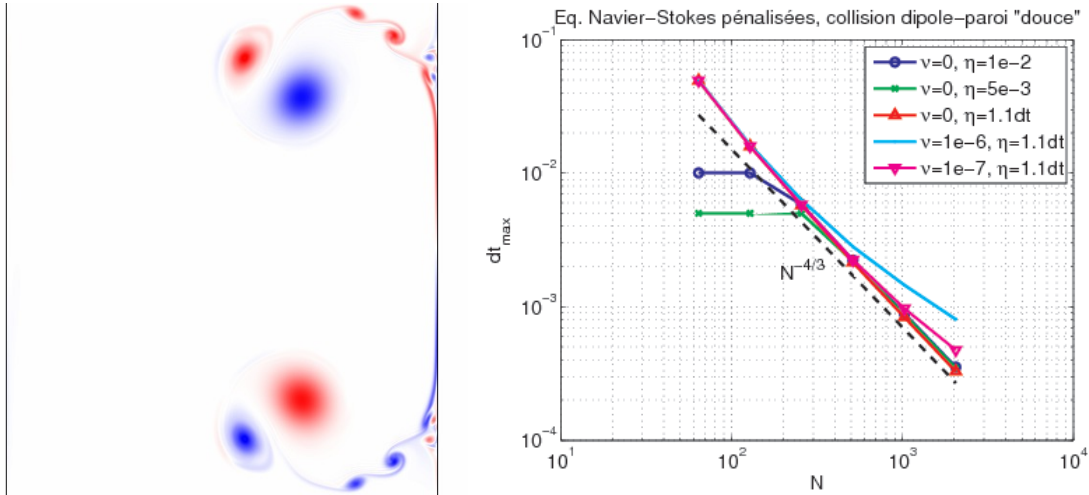 Eq. Navier−Stokes pénalisées, collision dipole−paroi "douce"
10^-1
10^-2
10^-3
10^-4
dt_max
ν=0, η=1e−2
ν=0, η=5e−3
ν=0, η=1.1dt
ν=1e−6, η=1.1dt
ν=1e−7, η=1.1dt
N^−4/3
10^1
10^2
10^3
10^4
N